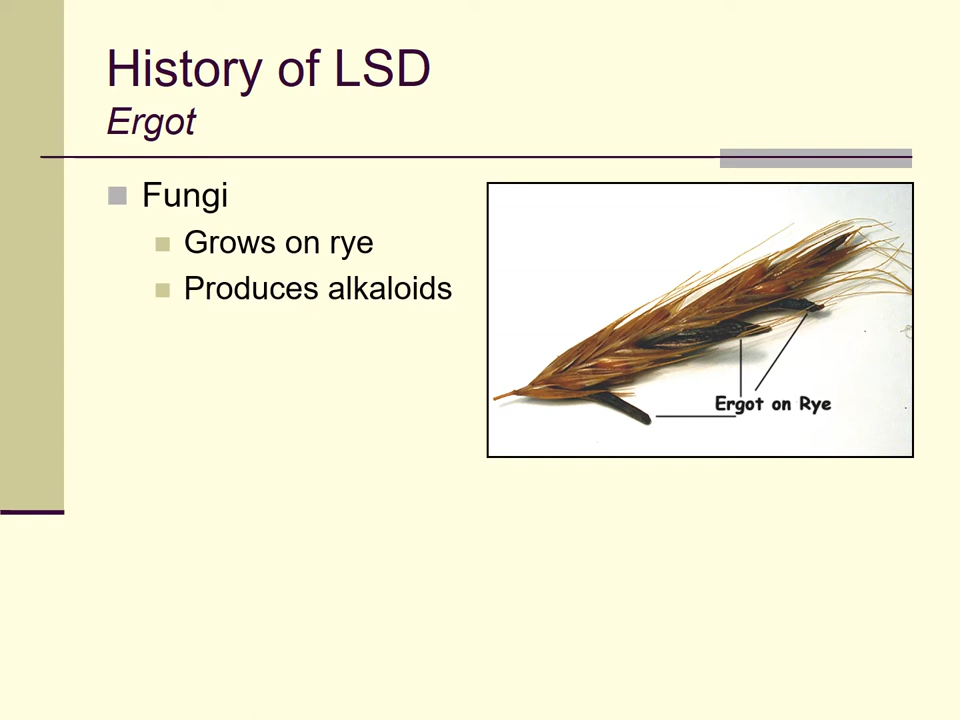 History of LSD
Ergot
Fungi
Grows on rye
Produces alkaloids
Ergot on Rye